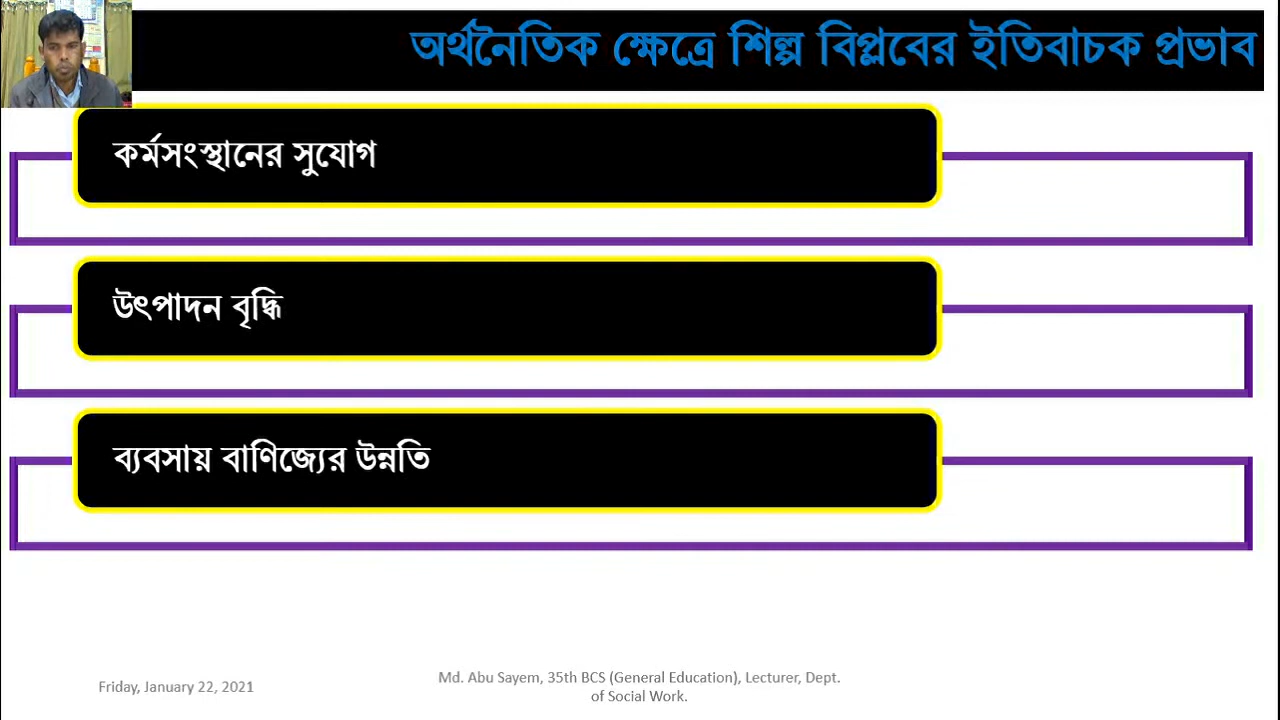 অর্থনৈতিক ক্ষেত্রে শিল্প বিপ্লবের ইতিবাচক প্রভাব
কর্মসংস্থানের সুযোগ
উৎপাদন বৃদ্ধি
ব্যবসায় বাণিজ্যের উন্নতি
Friday, January 22, 2021
Md. Abu Sayem, 35th BCS (General Education), Lecturer, Dept.
of Social Work.